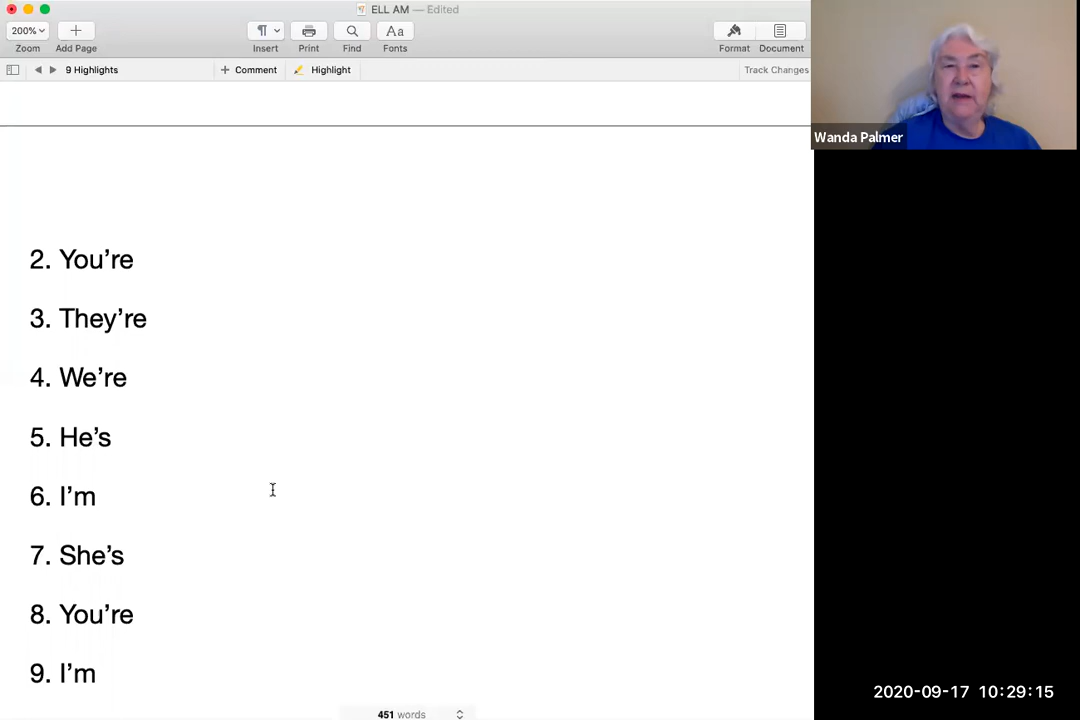 ELL AM — Edited
200%
Zoom
Add Page
Insert
Print
Aa
Find
Fonts
Format
Document
9 Highlights
+ Comment
Highlight
Track Changes
Wanda Palmer
2. You’re
3. They’re
4. We’re
5. He’s
6. I’m
7. She’s
8. You’re
9. I’m
451 words
2020-09-17 10:29:15